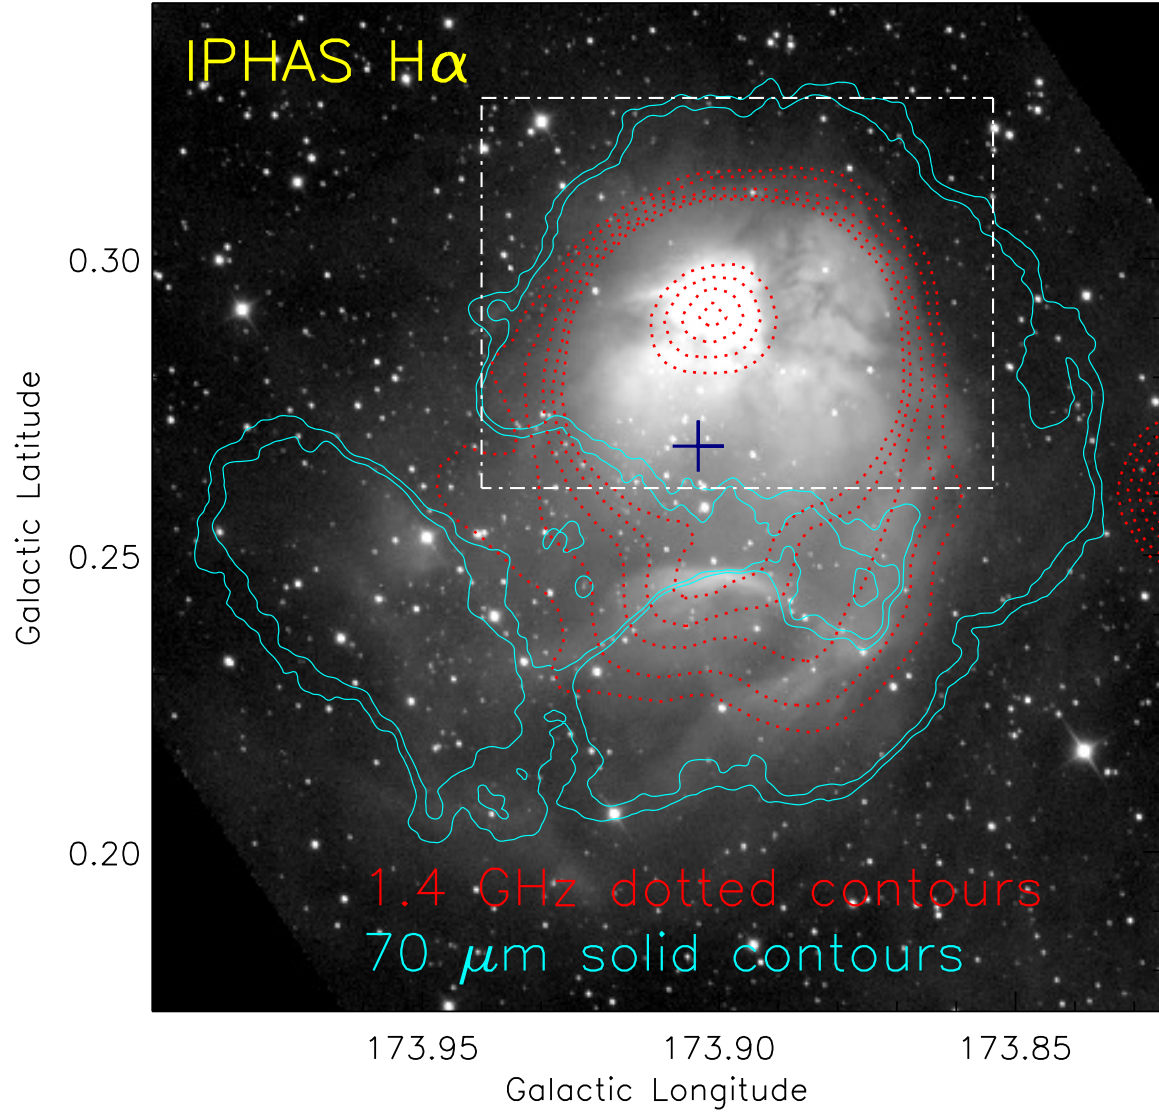 IPHAS Hα
0.30
0.25
0.20
Galactic Latitude
1.4 GHz dotted contours
70 μm solid contours
173.95 173.90 173.85
Galactic Longitude